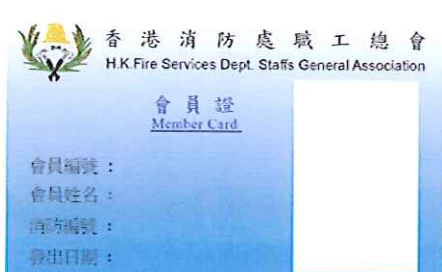 香港消防處職工總會
H.K.Fire Services Dept. Staffs General Association
會員證
Member Card
會員編號：
會員姓名：
消防編號：
發出日期：